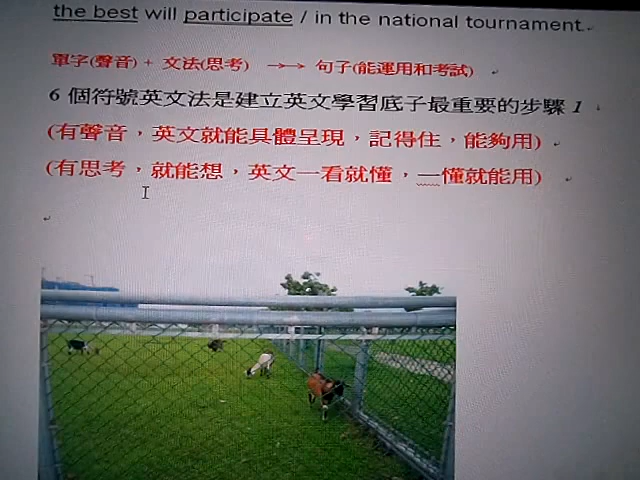 the best will participate / in the national tournament.
單字(聲音) + 文法(思考) →→ 句子(能運用和考試)
6 個符號英文法是建立英文學習底子最重要的步驟 1
(有聲音，英文就能具體呈現，記得住，能夠用)
(有思考，就能想，英文一看就懂，一懂就能用)